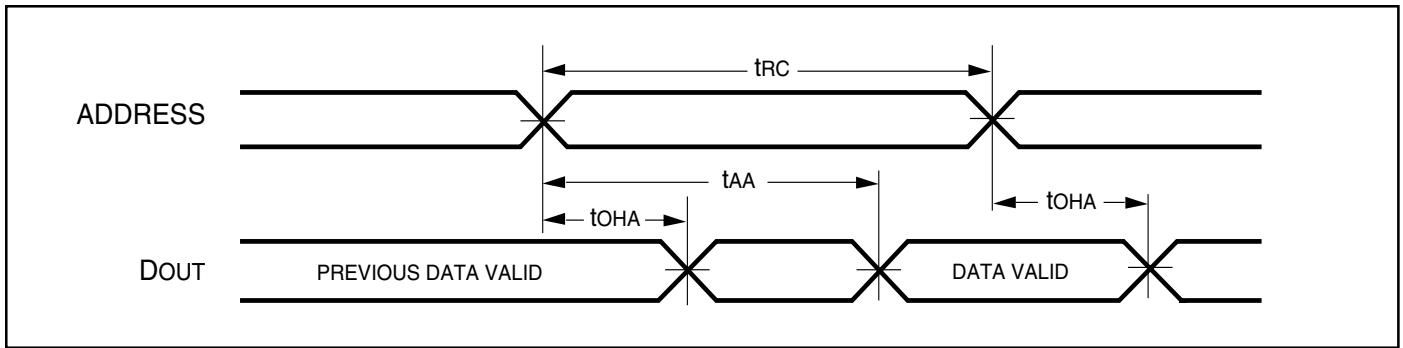 tRC
ADDRESS
tAA
tOHA
tOHA
DOUT
PREVIOUS DATA VALID
DATA VALID